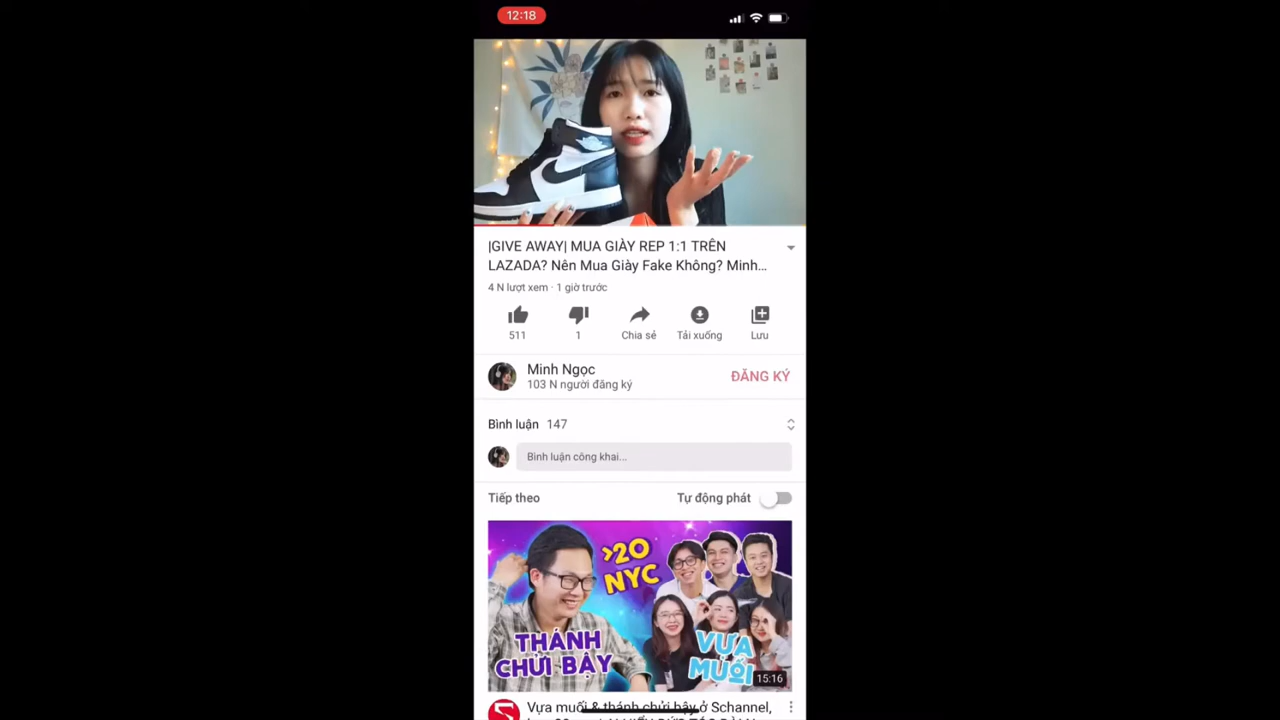 12:18
|GIVE AWAY| MUA GIÀY REP 1:1 TRÊN
LAZADA? Nên Mua Giày Fake Không? Minh...
4 N lượt xem · 1 giờ trước
511
1
Chia sẻ
Tải xuống
Lưu
Minh Ngọc
103 N người đăng ký
ĐĂNG KÝ
Bình luận 147
Bình luận công khai...
Tiếp theo
Tự động phát
>20
NYC
THÁNH
CHỬI BẬY
VỰA
MUỐI
15:16
Vựa muối & thánh chửi bậy ở Schannel,